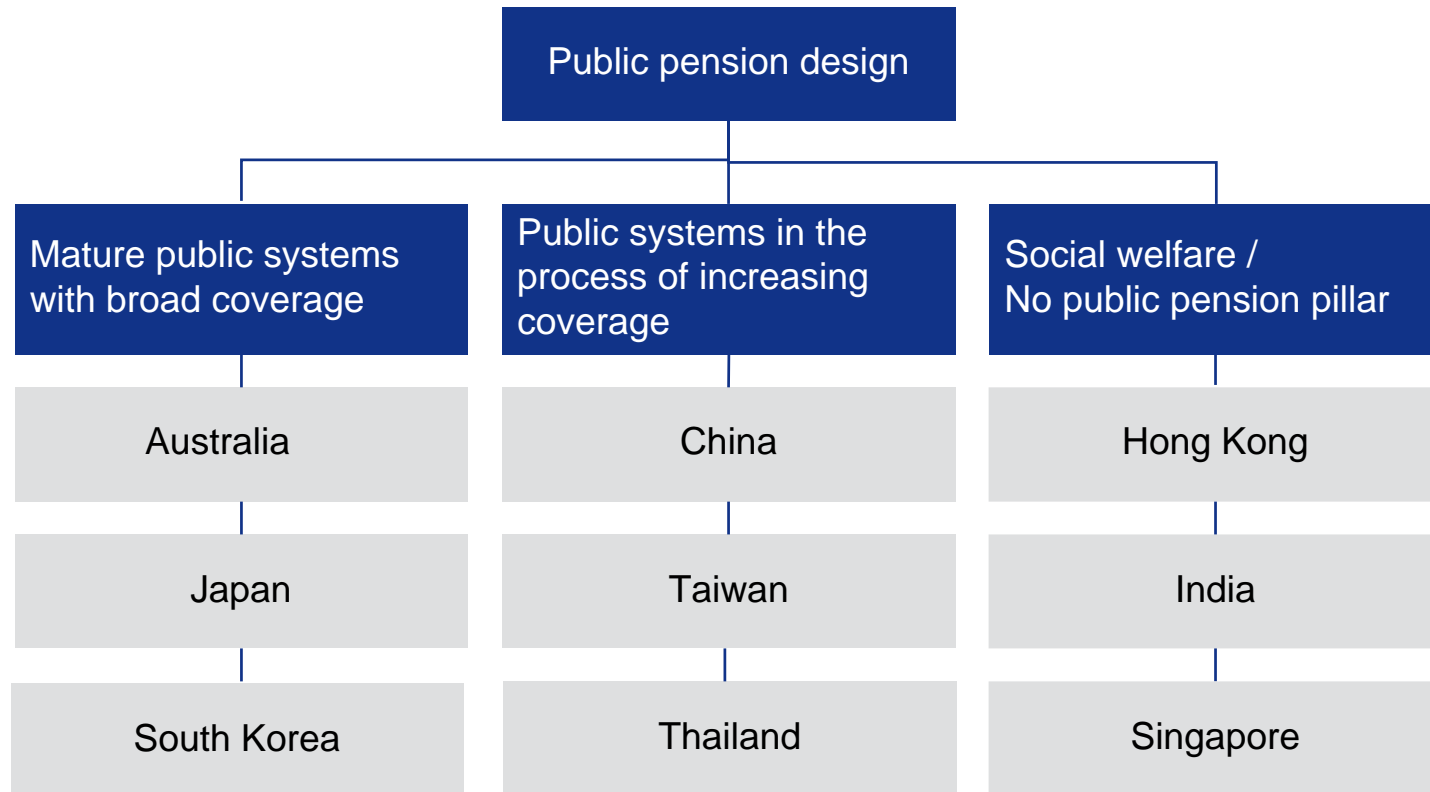 Public pension design
Mature public systems
with broad coverage
Public systems in the
process of increasing
coverage
Social welfare /
No public pension pillar
Australia
China
Hong Kong
Japan
Taiwan
India
South Korea
Thailand
Singapore